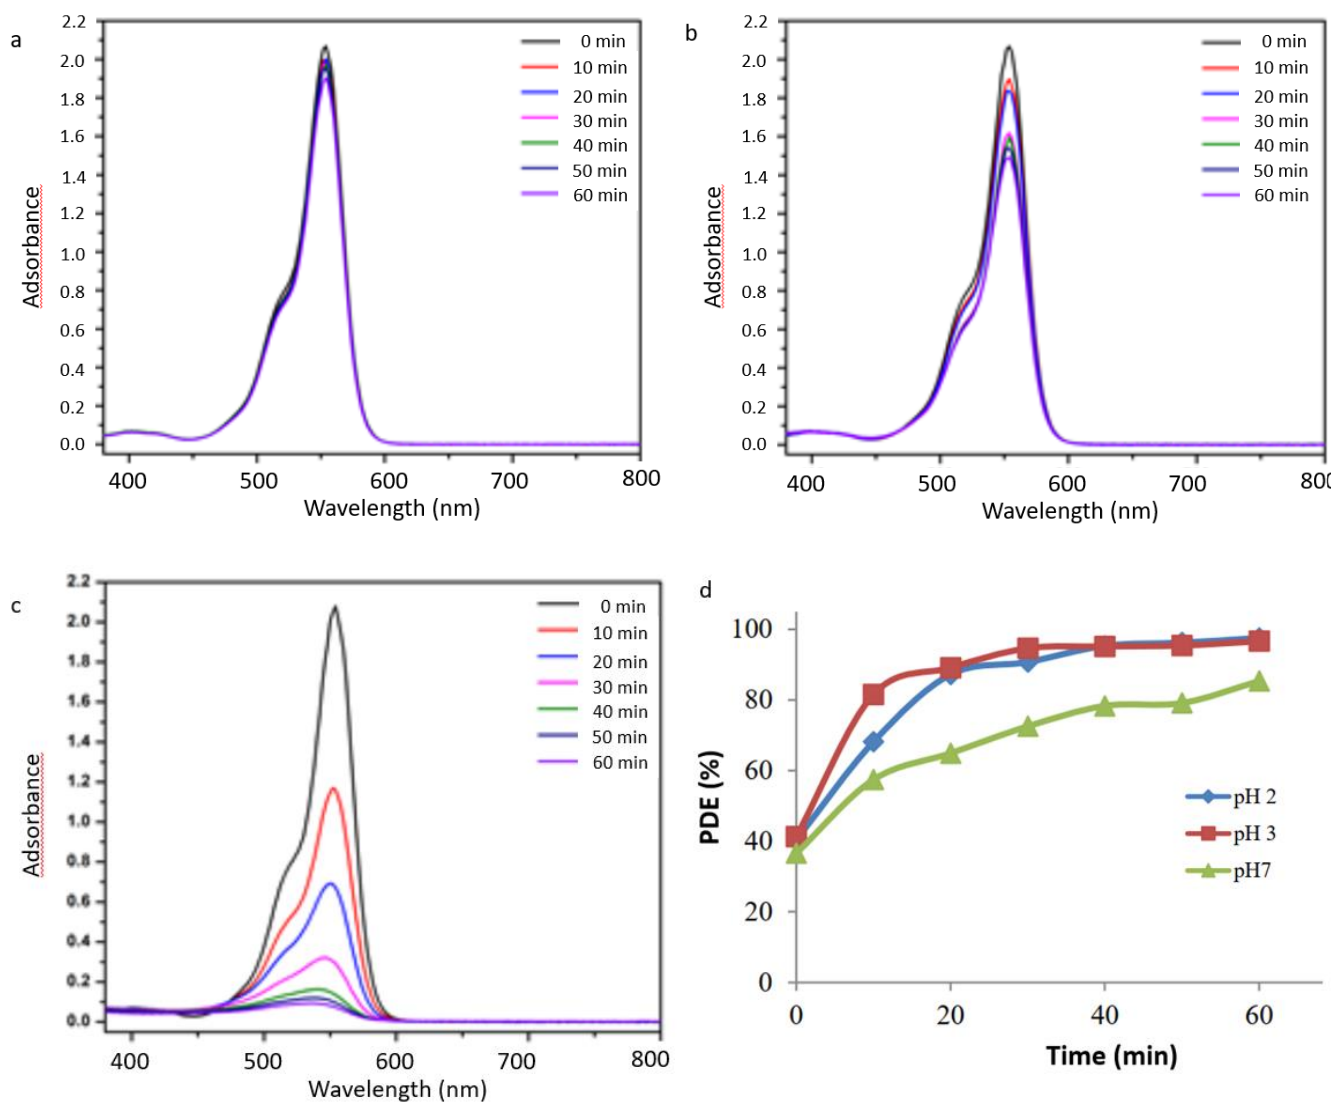 a
2.2
2.0
1.8
1.6
1.4
1.2
1.0
0.8
0.6
0.4
0.2
0.0
Adsorbance
0 min
10 min
20 min
30 min
40 min
50 min
60 min
400 500 600 700 800
Wavelength (nm)
b
2.2
2.0
1.8
1.6
1.4
1.2
1.0
0.8
0.6
0.4
0.2
0.0
Adsorbance
0 min
10 min
20 min
30 min
40 min
50 min
60 min
400 500 600 700 800
Wavelength (nm)
c
2.2
2.0
1.8
1.6
1.4
1.2
1.0
0.8
0.6
0.4
0.2
0.0
Adsorbance
0 min
10 min
20 min
30 min
40 min
50 min
60 min
400 500 600 700 800
Wavelength (nm)
d
100
80
60
40
20
0
PDE (%)
pH 2
pH 3
pH7
0 20 40 60
Time (min)